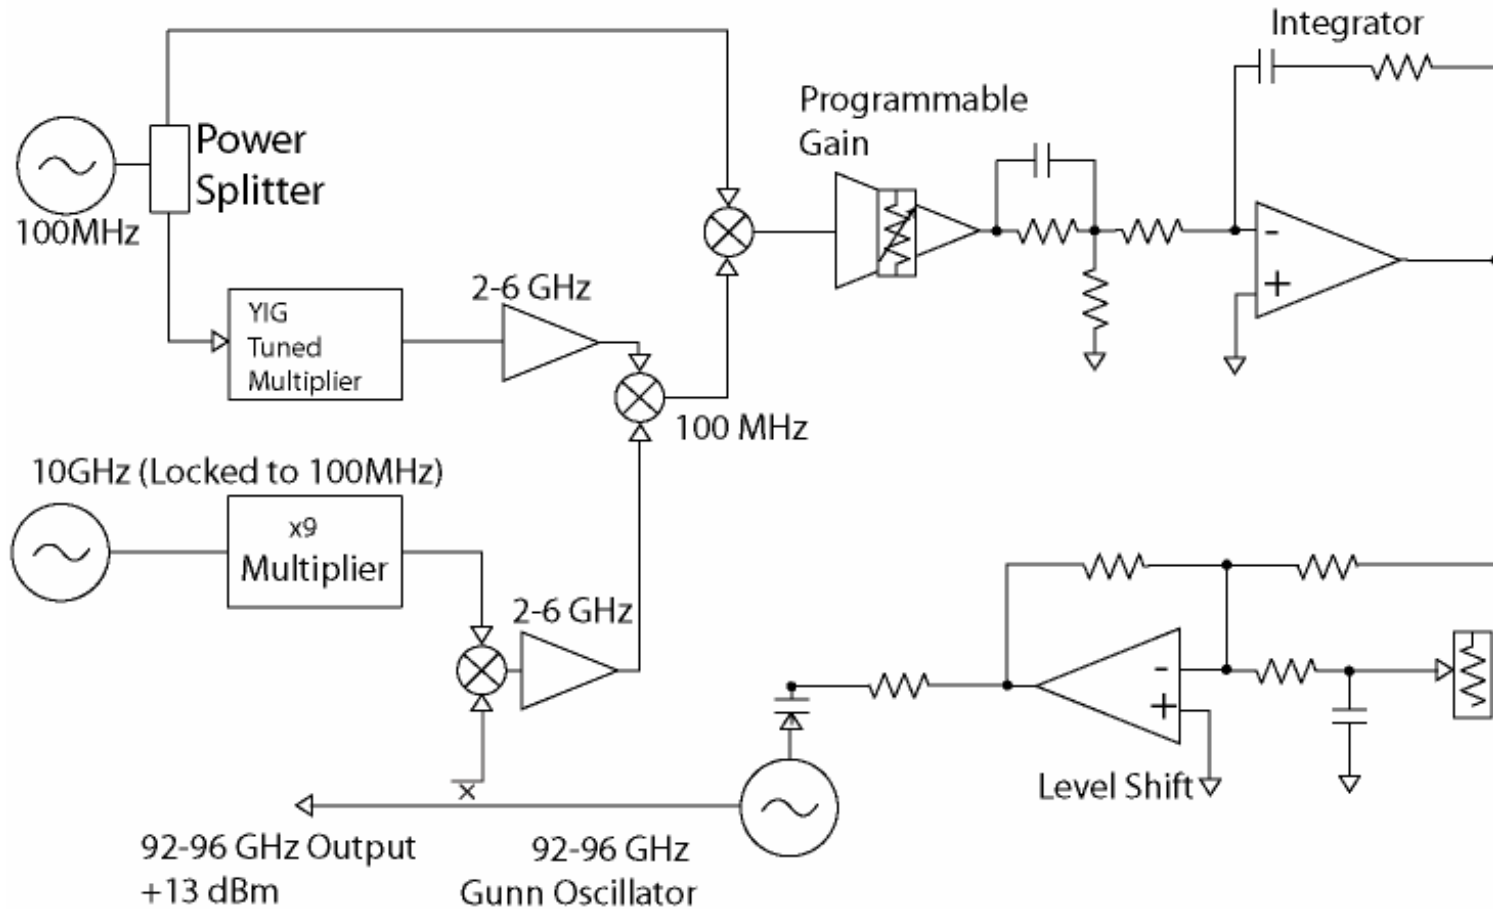 Integrator
Programmable
Gain
Power
Splitter
100MHz
2-6 GHz
YIG
Tuned
Multiplier
-
+
100 MHz
10GHz (Locked to 100MHz)
x9
Multiplier
2-6 GHz
-
+
Level Shift
92-96 GHz Output
+13 dBm
92-96 GHz
Gunn Oscillator